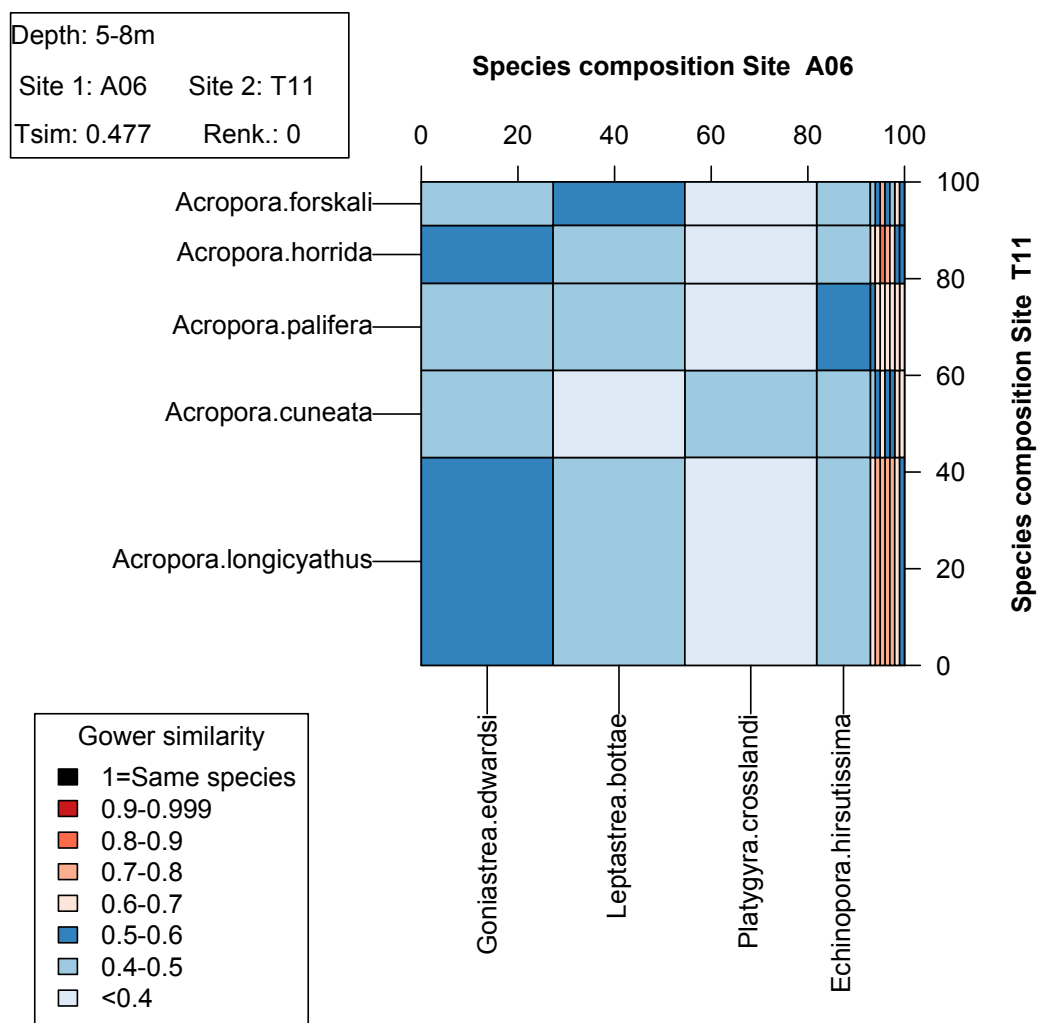 Depth: 5-8m
Site 1: A06 Site 2: T11
Tsim: 0.477 Renk.: 0
Species composition Site A06
0 20 40 60 80 100
Acropora.forskali
Acropora.horrida
Acropora.palifera
Acropora.cuneata
Acropora.longicyathus
100
80
60
40
20
0
Species composition Site T11
Goniastrea.edwardsi
Leptastrea.bottae
Platygyra.crosslandi
Echinopora.hirsutissima
Gower similarity
1=Same species
0.9-0.999
0.8-0.9
0.7-0.8
0.6-0.7
0.5-0.6
0.4-0.5
<0.4